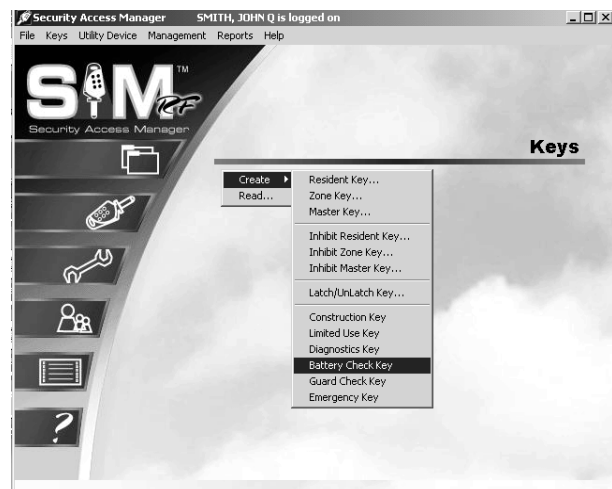 Security Access Manager SMITH, JOHN Q is logged on
File Keys Utility Device Management Reports Help
SAM TM
RF
Security Access Manager
Keys
Create
Read...
Resident Key...
Zone Key...
Master Key...
Inhibit Resident Key...
Inhibit Zone Key...
Inhibit Master Key...
Latch/UnLatch Key...
Construction Key
Limited Use Key
Diagnostics Key
Battery Check Key
Guard Check Key
Emergency Key
?